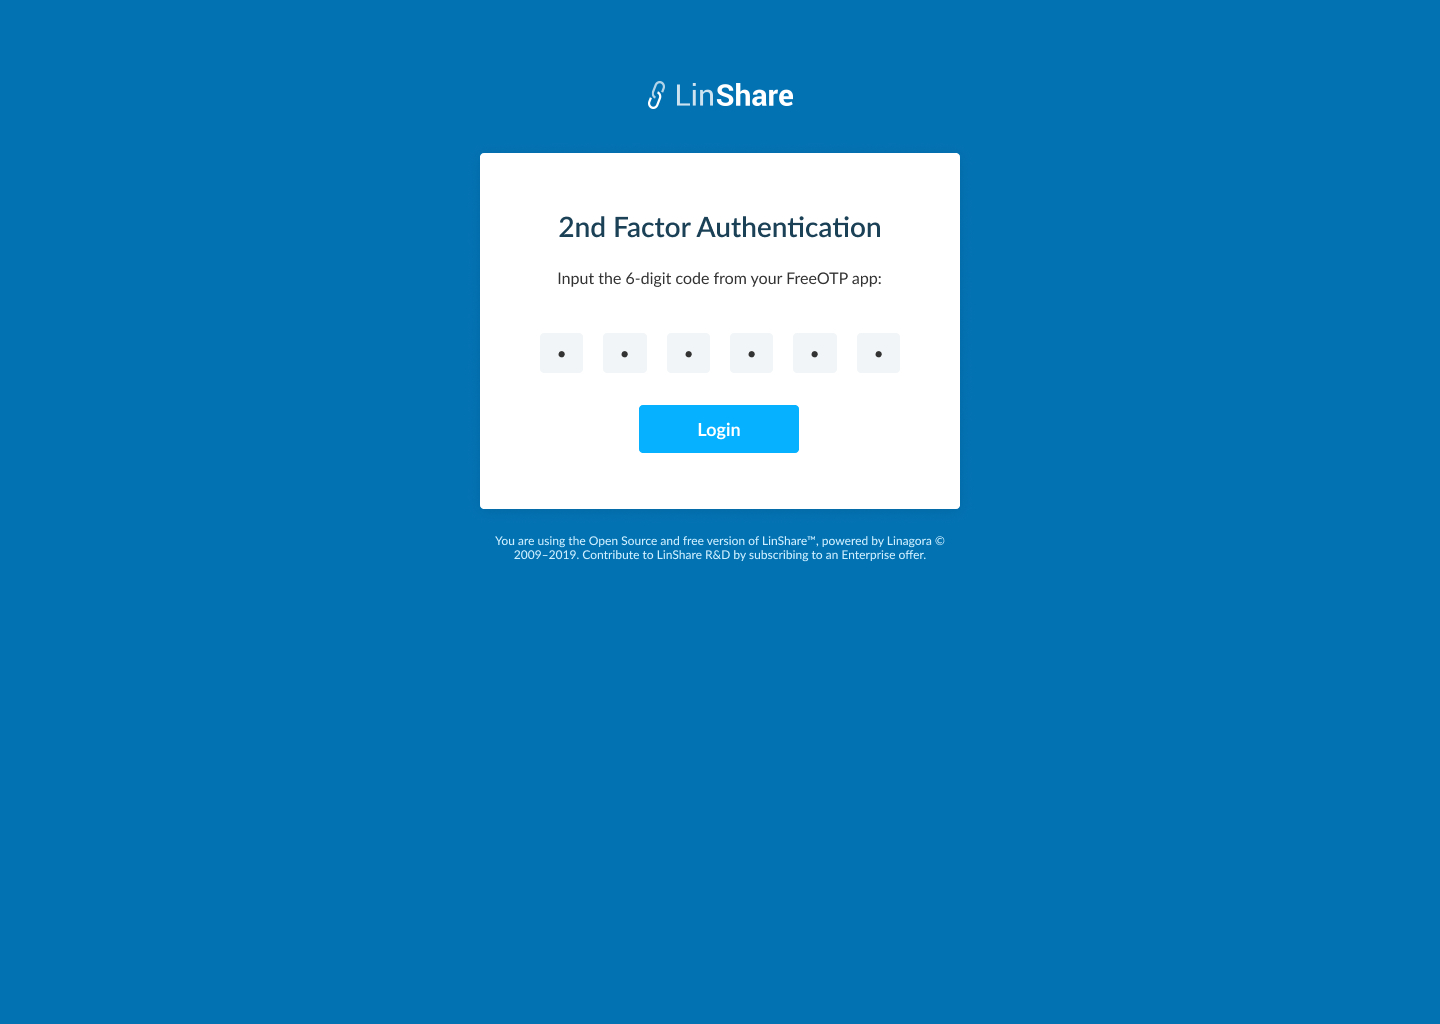 LinShare
2nd Factor Authentication
Input the 6-digit code from your FreeOTP app:
• • • • • •
Login
You are using the Open Source and free version of LinShare™, powered by Linagora ©
2009–2019. Contribute to LinShare R&D by subscribing to an Enterprise offer.